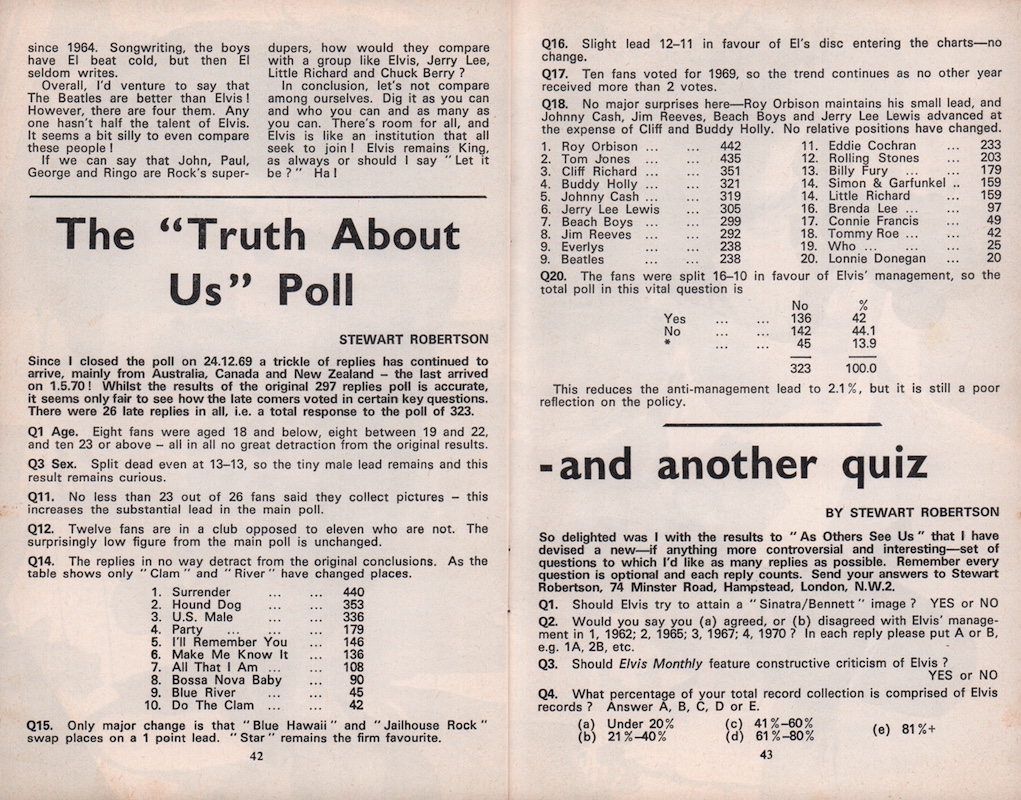 since 1964. Songwriting, the boys
have El beat cold, but then El
seldom writes.
Overall, I'd venture to say that
The Beatles are better than Elvis!
However, there are four them. Any
one hasn't half the talent of Elvis.
It seems a bit silly to even compare
these people!
If we can say that John, Paul,
George and Ringo are Rock's super-
dupers, how would they compare
with a group like Elvis, Jerry Lee,
Little Richard and Chuck Berry?
In conclusion, let's not compare
among ourselves. Dig it as you can
and who you can and as many as
you can. There's room for all, and
Elvis is like an institution that all
seek to join! Elvis remains King,
as always or should I say "Let it
be?" Ha!
The "Truth About
Us" Poll
STEWART ROBERTSON
Since I closed the poll on 24.12.69 a trickle of replies has continued to
arrive, mainly from Australia, Canada and New Zealand – the last arrived
on 1.5.70! Whilst the results of the original 297 replies poll is accurate,
it seems only fair to see how the late comers voted in certain key questions.
There were 26 late replies in all, i.e. a total response to the poll of 323.
Q1 Age. Eight fans were aged 18 and below, eight between 19 and 22,
and ten 23 or above – all in all no great detraction from the original results.
Q3 Sex. Split dead even at 13–13, so the tiny male lead remains and this
result remains curious.
Q11. No less than 23 out of 26 fans said they collect pictures – this
increases the substantial lead in the main poll.
Q12. Twelve fans are in a club opposed to eleven who are not. The
surprisingly low figure from the main poll is unchanged.
Q14. The replies in no way detract from the original conclusions. As the
table shows only "Clam" and "River" have changed places.
1. Surrender ... ... 440
2. Hound Dog ... ... 353
3. U.S. Male ... ... 336
4. Party ... ... ... 179
5. I'll Remember You ... 146
6. Make Me Know It ... 136
7. All That I Am ... ... 108
8. Bossa Nova Baby ... 90
9. Blue River ... ... 45
10. Do The Clam ... ... 42
Q15. Only major change is that "Blue Hawaii" and "Jailhouse Rock"
swap places on a 1 point lead. "Star" remains the firm favourite.
42
Q16. Slight lead 12–11 in favour of El's disc entering the charts—no
change.
Q17. Ten fans voted for 1969, so the trend continues as no other year
received more than 2 votes.
Q18. No major surprises here—Roy Orbison maintains his small lead, and
Johnny Cash, Jim Reeves, Beach Boys and Jerry Lee Lewis advanced at
the expense of Cliff and Buddy Holly. No relative positions have changed.
1. Roy Orbison ... ... 442
2. Tom Jones ... ... 435
3. Cliff Richard ... ... 351
4. Buddy Holly ... ... 321
5. Johnny Cash ... ... 319
6. Jerry Lee Lewis ... 305
7. Beach Boys ... ... 299
8. Jim Reeves ... ... 292
9. Everlys ... ... 238
9. Beatles ... ... 238
11. Eddie Cochran ... 233
12. Rolling Stones ... 203
13. Billy Fury ... ... 179
14. Simon & Garfunkel .. 159
14. Little Richard ... 159
16. Brenda Lee ... ... 97
17. Connie Francis ... 49
18. Tommy Roe ... ... 42
19. Who ... ... ... 25
20. Lonnie Donegan ... 20
Q20. The fans were split 16–10 in favour of Elvis' management, so the
total poll in this vital question is
No %
Yes ... ... 136 42
No ... ... 142 44.1
* ... ... 45 13.9
323 100.0
This reduces the anti-management lead to 2.1%, but it is still a poor
reflection on the policy.
-and another quiz
BY STEWART ROBERTSON
So delighted was I with the results to "As Others See Us" that I have
devised a new—if anything more controversial and interesting—set of
questions to which I'd like as many replies as possible. Remember every
question is optional and each reply counts. Send your answers to Stewart
Robertson, 74 Minster Road, Hampstead, London, N.W.2.
Q1. Should Elvis try to attain a "Sinatra/Bennett" image? YES or NO
Q2. Would you say you (a) agreed, or (b) disagreed with Elvis' manage-
ment in 1, 1962; 2, 1965; 3, 1967; 4, 1970? In each reply please put A or B,
e.g. 1A, 2B, etc.
Q3. Should Elvis Monthly feature constructive criticism of Elvis?
YES or NO
Q4. What percentage of your total record collection is comprised of Elvis
records? Answer A, B, C, D or E.
(a) Under 20% (c) 41%–60% (e) 81%+
(b) 21%–40% (d) 61%–80%
43